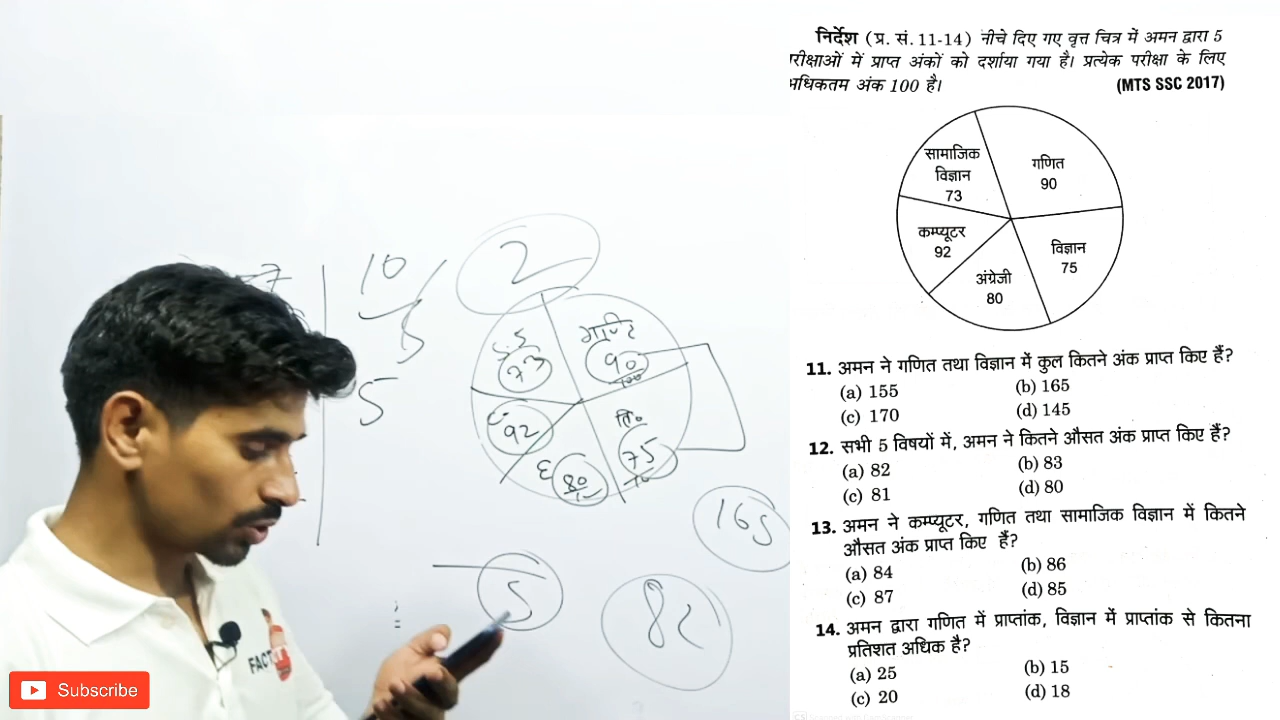 निर्देश (प्र. सं. 11-14) नीचे दिए गए वृत्त चित्र में अमन द्वारा 5
परीक्षाओं में प्राप्त अंकों को दर्शाया गया है। प्रत्येक परीक्षा के लिए
अधिकतम अंक 100 है।
(MTS SSC 2017)
सामाजिक
विज्ञान
73
गणित
90
कम्प्यूटर
92
विज्ञान
75
अंग्रेजी
80
11. अमन ने गणित तथा विज्ञान में कुल कितने अंक प्राप्त किए हैं?
(a) 155 (b) 165
(c) 170 (d) 145
12. सभी 5 विषयों में, अमन ने कितने औसत अंक प्राप्त किए हैं?
(a) 82 (b) 83
(c) 81 (d) 80
13. अमन ने कम्प्यूटर, गणित तथा सामाजिक विज्ञान में कितने
औसत अंक प्राप्त किए हैं?
(a) 84 (b) 86
(c) 87 (d) 85
14. अमन द्वारा गणित में प्राप्तांक, विज्ञान में प्राप्तांक से कितना
प्रतिशत अधिक है?
(a) 25 (b) 15
(c) 20 (d) 18
10
5
2
73
गणित
90
100
92
वि०
75
80
165
5
82
FACT
Subscribe